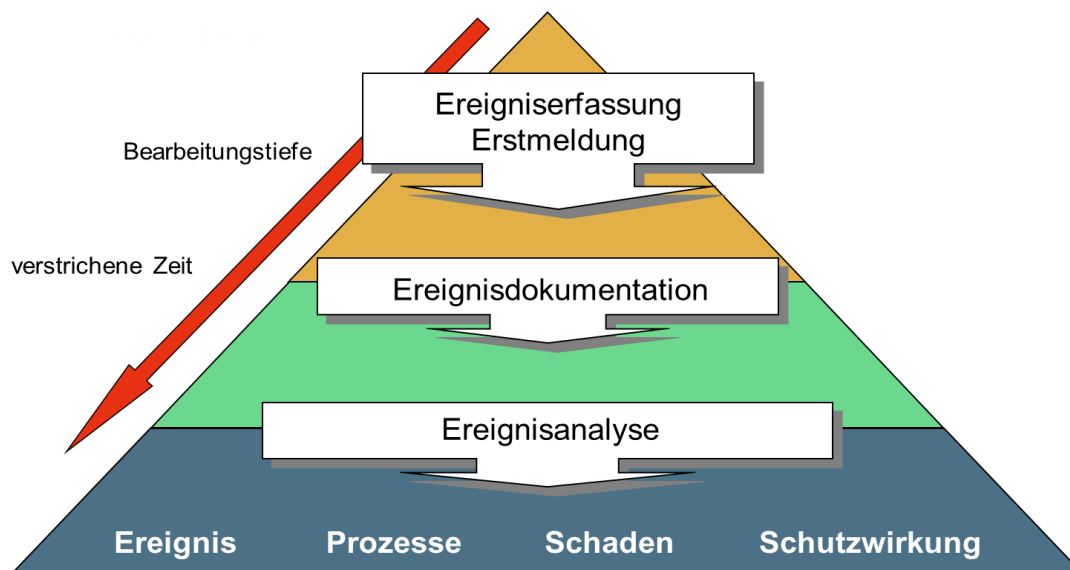 Ereigniserfassung
Erstmeldung
Bearbeitungstiefe
verstrichene Zeit
Ereignisdokumentation
Ereignisanalyse
Ereignis Prozesse Schaden Schutzwirkung